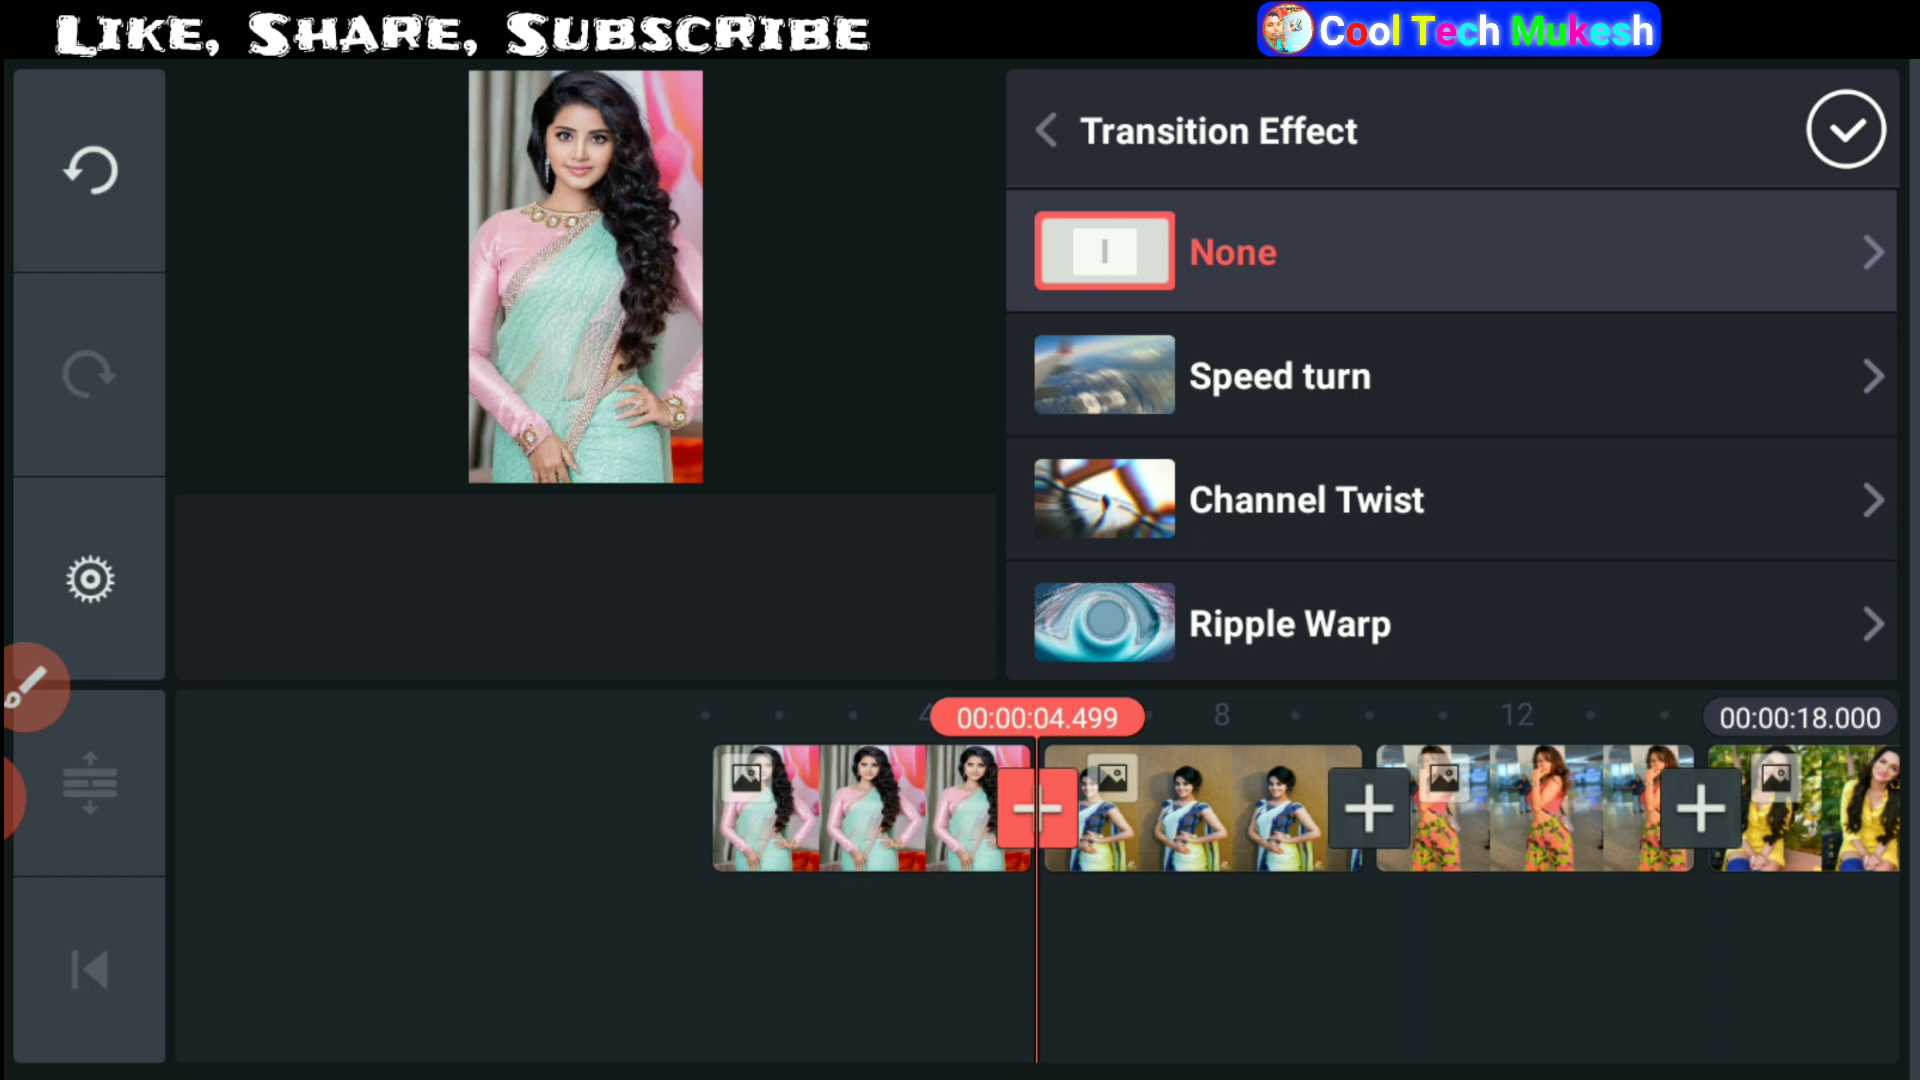 Like, Share, Subscribe
Cool Tech Mukesh
Transition Effect
None
Speed turn
Channel Twist
Ripple Warp
4
00:00:04.499
8
12
00:00:18.000